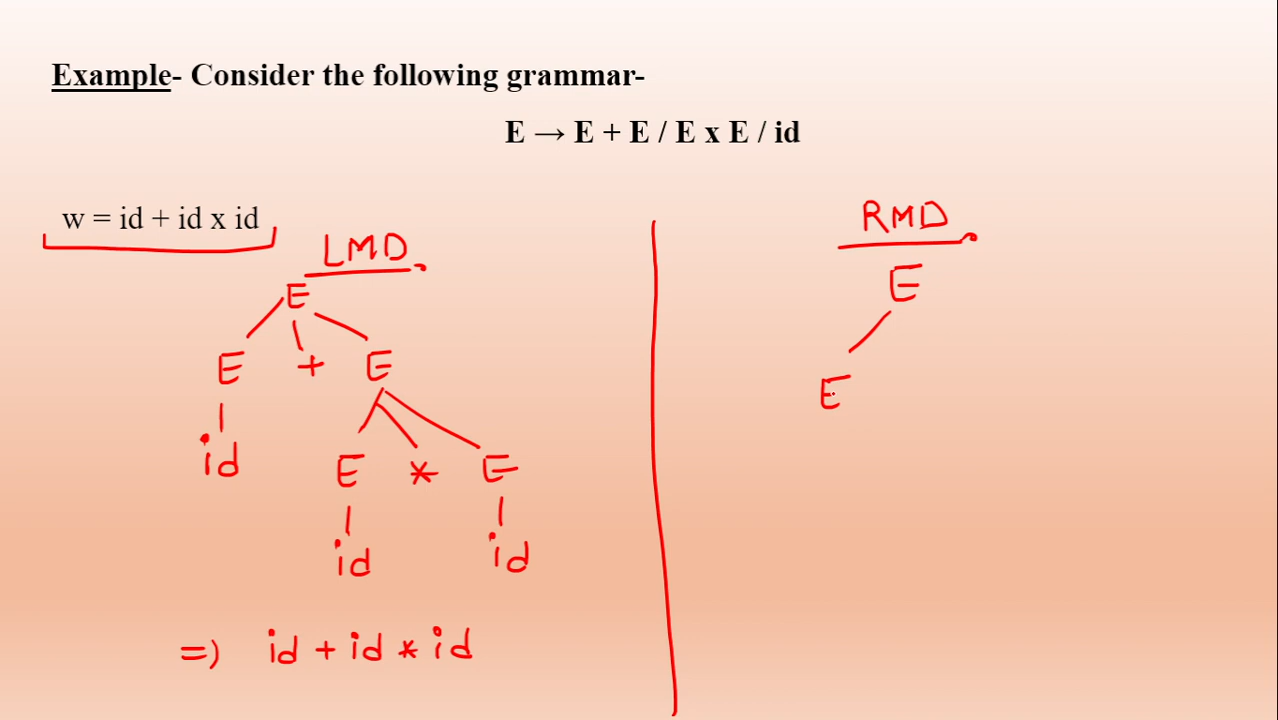 Example- Consider the following grammar-
E → E + E / E x E / id
w = id + id x id
LMD
E
E + E
id
E * E
id id
=) id + id * id
RMD
E
E